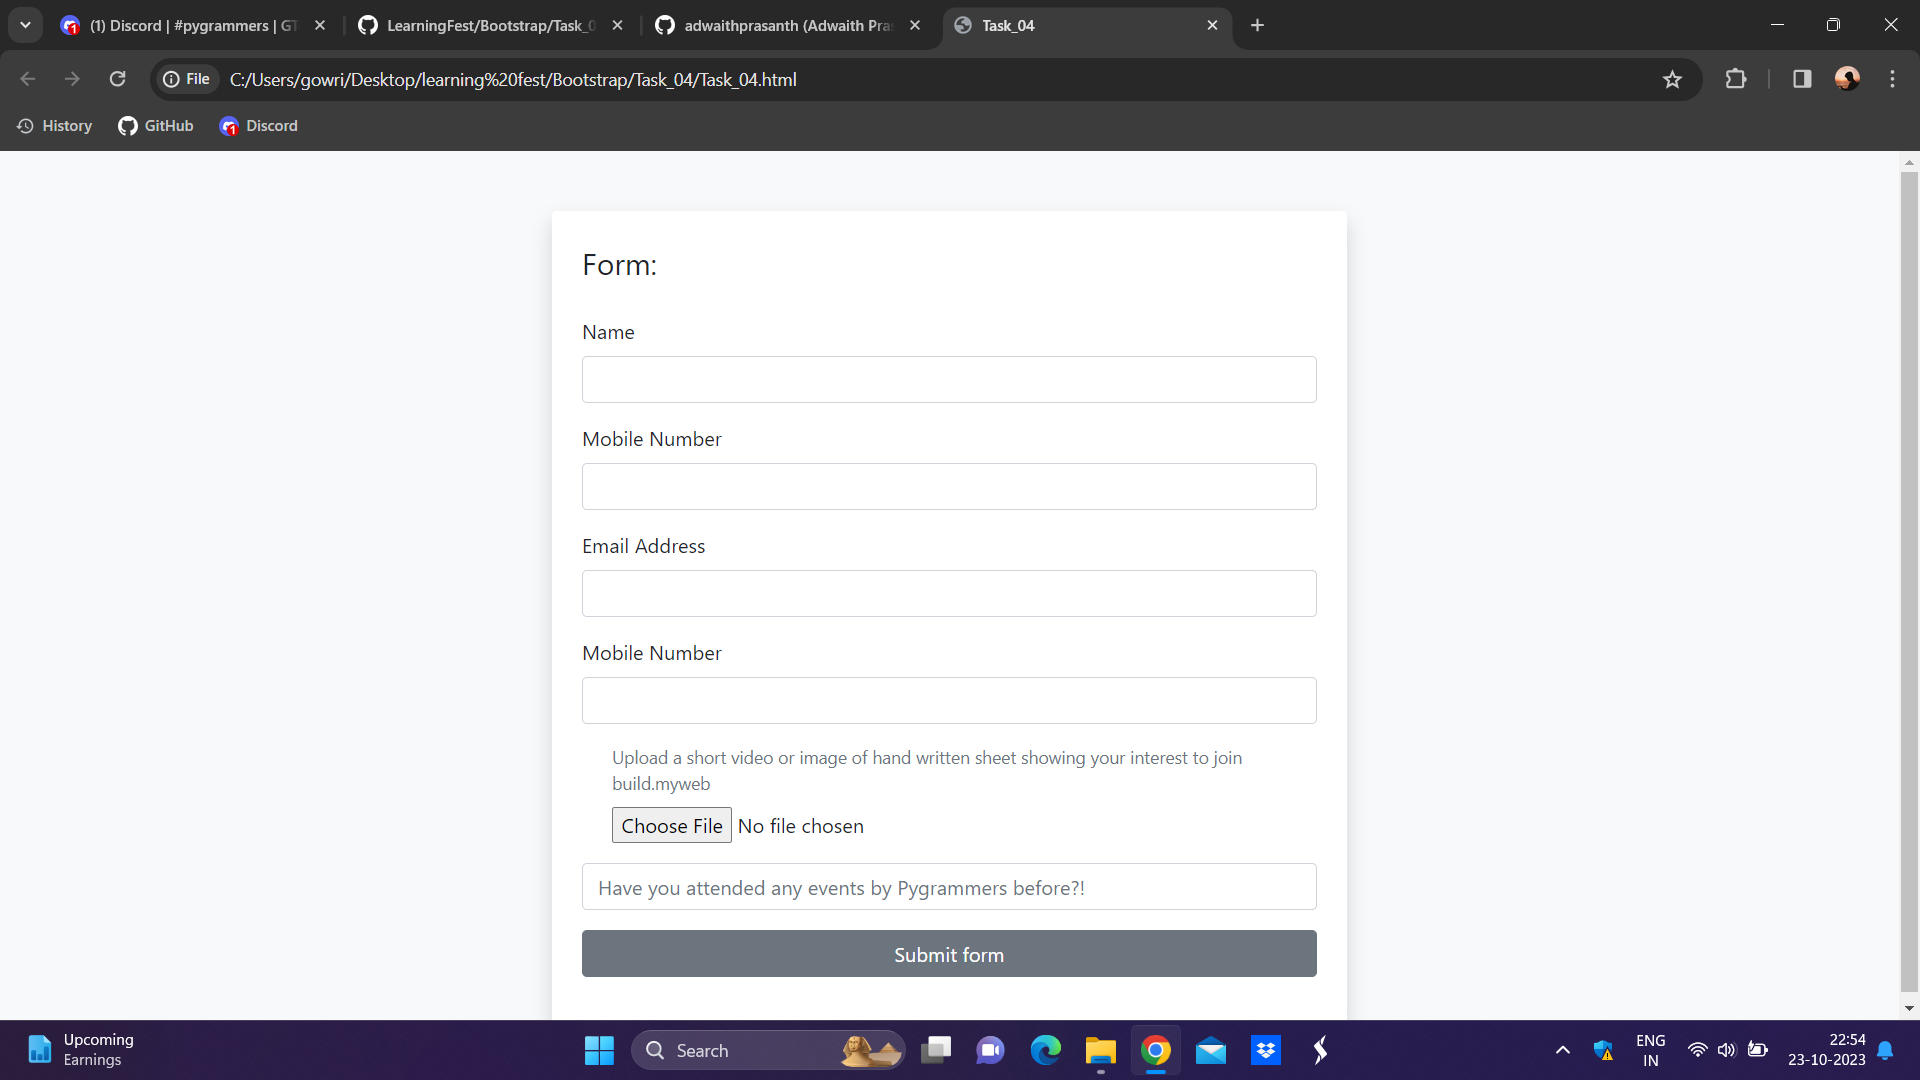 (1) Discord | #pygrammers | GT
LearningFest/Bootstrap/Task_0
adwaithprasanth (Adwaith Pra
Task_04
File
C:/Users/gowri/Desktop/learning%20fest/Bootstrap/Task_04/Task_04.html
History
GitHub
Discord
Form:
Name
Mobile Number
Email Address
Mobile Number
Upload a short video or image of hand written sheet showing your interest to join
build.myweb
Choose File No file chosen
Have you attended any events by Pygrammers before?!
Submit form
Upcoming
Earnings
Search
ENG
IN
22:54
23-10-2023